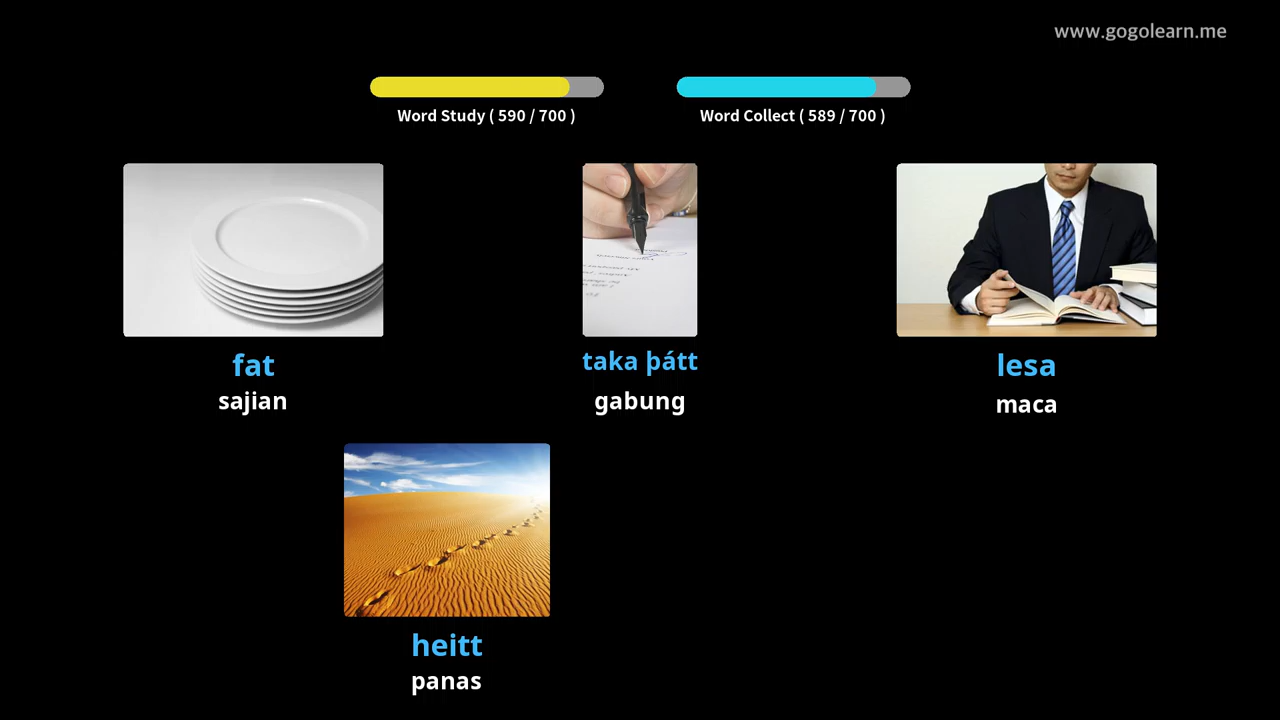 www.gogolearn.me
Word Study ( 590 / 700 )
Word Collect ( 589 / 700 )
fat
sajian
taka þátt
gabung
lesa
maca
heitt
panas